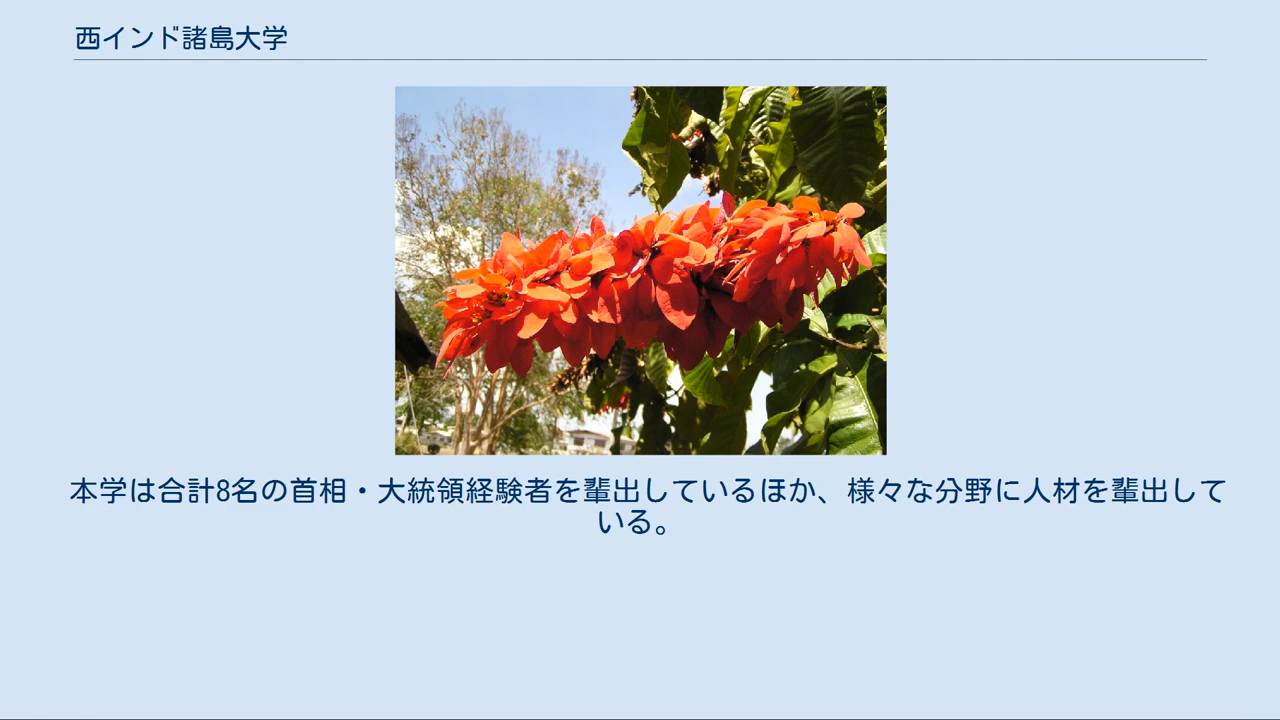 西インド諸島大学
本学は合計8名の首相・大統領経験者を輩出しているほか、様々な分野に人材を輩出して
いる。